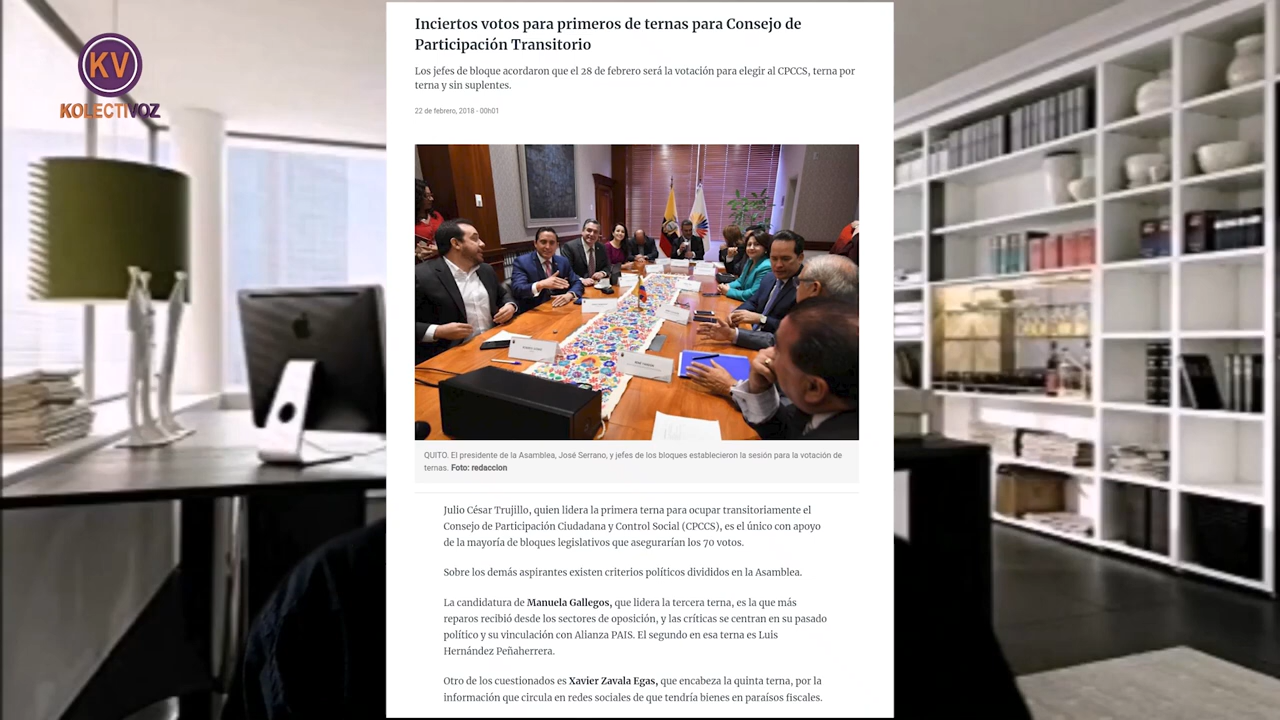 KV
KOLECTIVOZ
Inciertos votos para primeros de ternas para Consejo de
Participación Transitorio
Los jefes de bloque acordaron que el 28 de febrero será la votación para elegir al CPCCS, terna por
terna y sin suplentes.
22 de febrero, 2018 - 00h01
QUITO. El presidente de la Asamblea, José Serrano, y jefes de los bloques establecieron la sesión para la votación de
ternas. Foto: redaccion
Julio César Trujillo, quien lidera la primera terna para ocupar transitoriamente el
Consejo de Participación Ciudadana y Control Social (CPCCS), es el único con apoyo
de la mayoría de bloques legislativos que asegurarían los 70 votos.
Sobre los demás aspirantes existen criterios políticos divididos en la Asamblea.
La candidatura de Manuela Gallegos, que lidera la tercera terna, es la que más
reparos recibió desde los sectores de oposición, y las críticas se centran en su pasado
político y su vinculación con Alianza PAIS. El segundo en esa terna es Luis
Hernández Peñaherrera.
Otro de los cuestionados es Xavier Zavala Egas, que encabeza la quinta terna, por la
información que circula en redes sociales de que tendría bienes en paraísos fiscales.